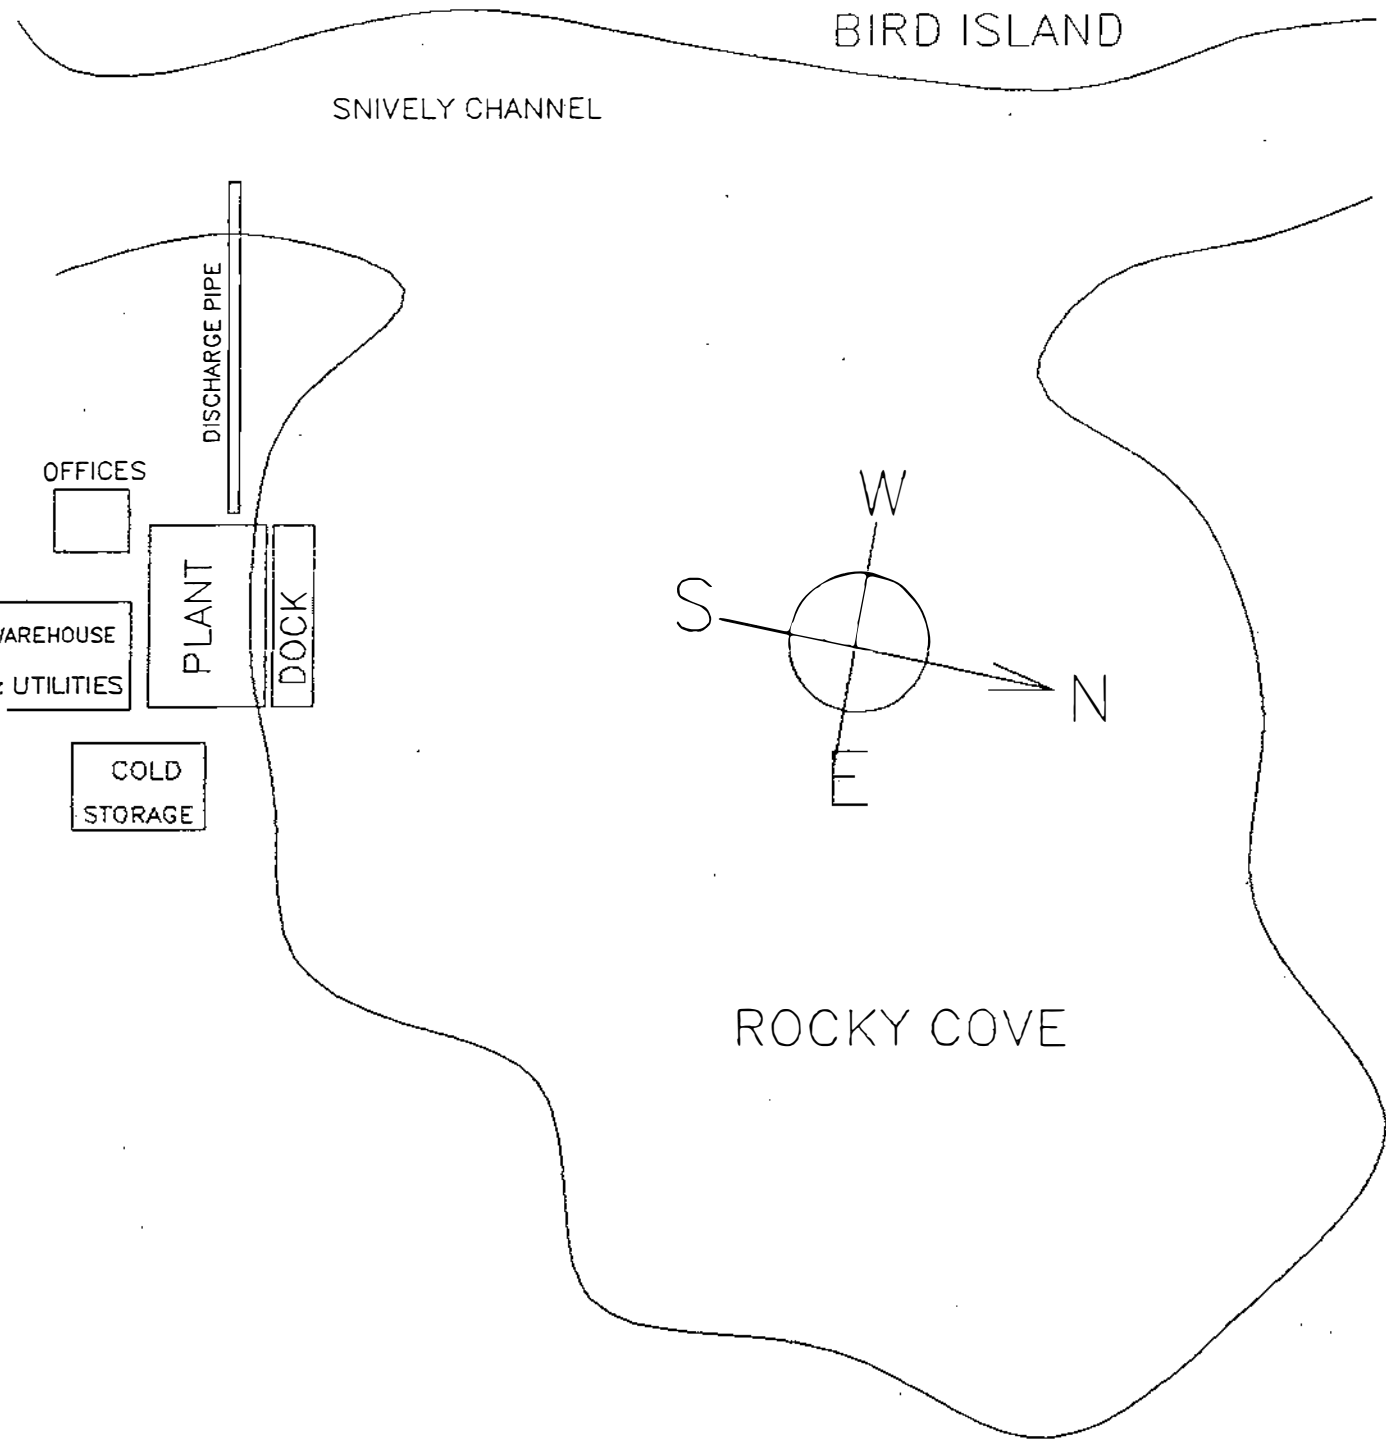 BIRD ISLAND
SNIVELY CHANNEL
DISCHARGE PIPE
OFFICES
W
S
N
E
PLANT
DOCK
WAREHOUSE
& UTILITIES
COLD
STORAGE
ROCKY COVE